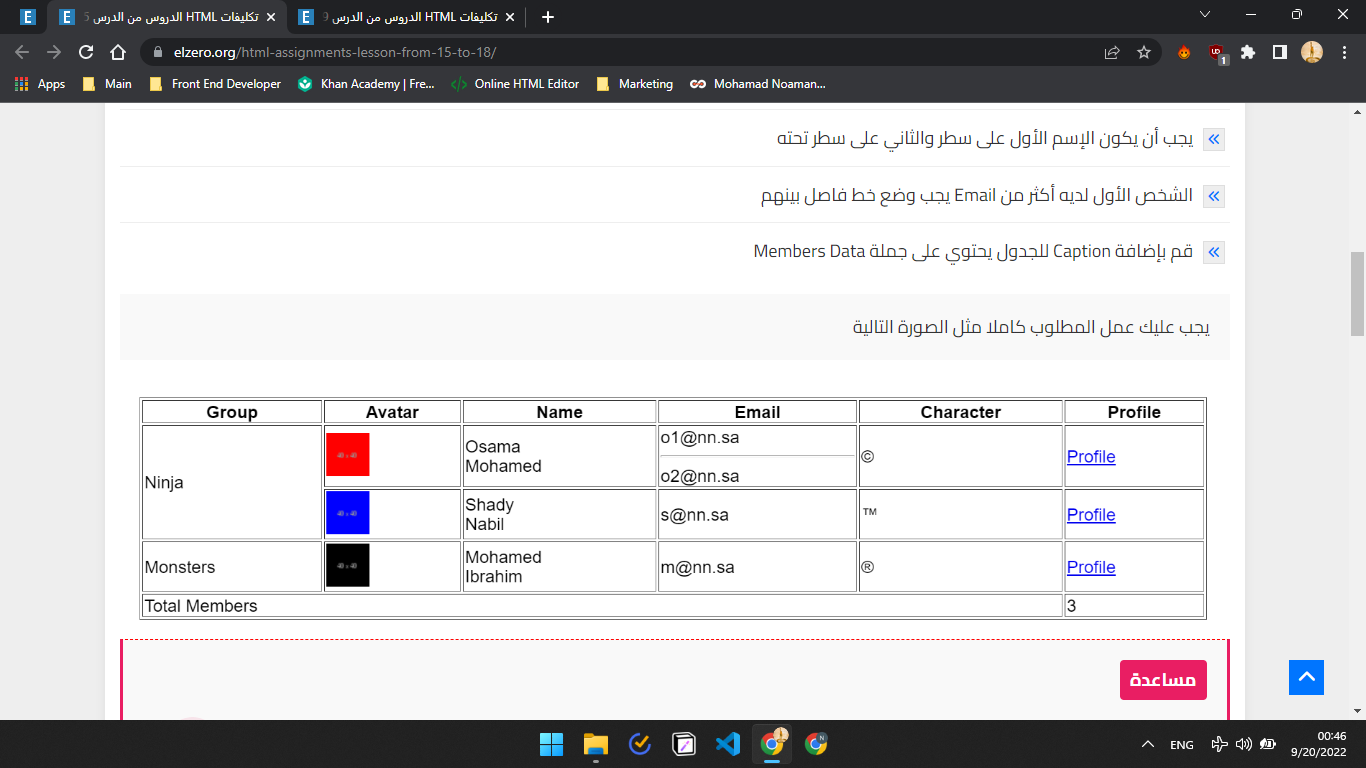 تكليفات HTML الدروس من الدرس 5
تكليفات HTML الدروس من الدرس 9
elzero.org/html-assignments-lesson-from-15-to-18/
1
Apps Main Front End Developer Khan Academy | Fre... Online HTML Editor Marketing Mohamad Noaman...
يجب أن يكون الإسم الأول على سطر والثاني على سطر تحته
الشخص الأول لديه أكثر من Email يجب وضع خط فاصل بينهم
قم بإضافة Caption للجدول يحتوي على جملة Members Data
يجب عليك عمل المطلوب كاملا مثل الصورة التالية
Group Avatar Name Email Character Profile
Ninja
40 x 40
Osama
Mohamed
o1@nn.sa
o2@nn.sa
©
Profile
40 x 40
Shady
Nabil
s@nn.sa
™
Profile
Monsters
40 x 40
Mohamed
Ibrahim
m@nn.sa
®
Profile
Total Members 3
مساعدة
ENG
00:46
9/20/2022